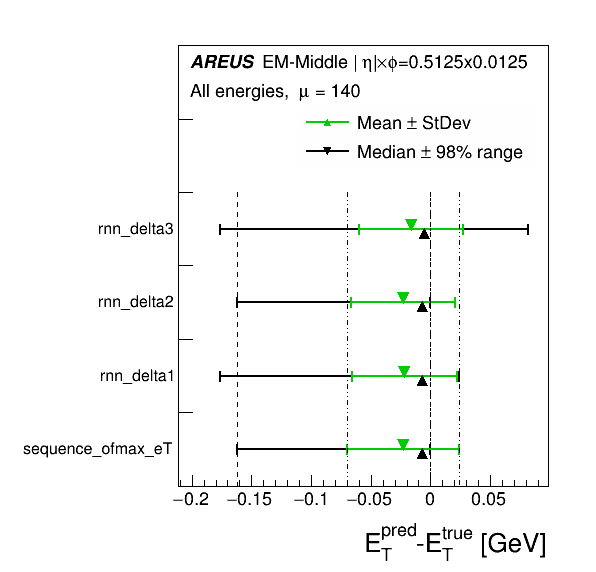 AREUS EM-Middle | η|×ϕ=0.5125x0.0125
All energies, μ = 140
Mean ± StDev
Median ± 98% range
rnn_delta3
rnn_delta2
rnn_delta1
sequence_ofmax_eT
−0.2 −0.15 −0.1 −0.05 0 0.05
E_T^pred-E_T^true [GeV]